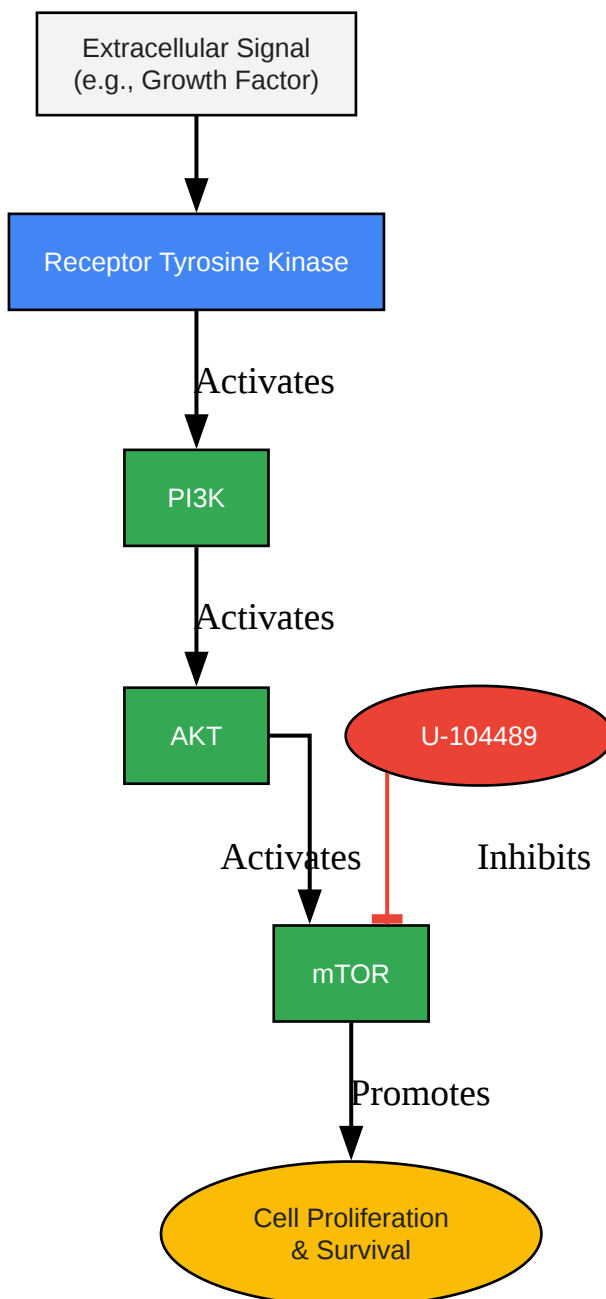 Extracellular Signal
(e.g., Growth Factor)
Receptor Tyrosine Kinase
Activates
PI3K
Activates
AKT
U-104489
Activates
Inhibits
mTOR
Promotes
Cell Proliferation
& Survival